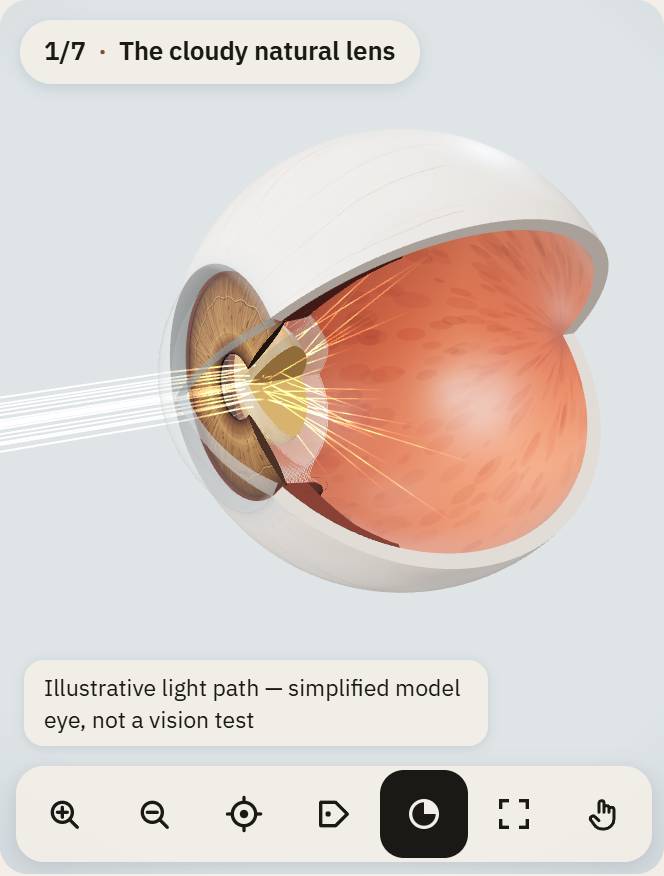 1/7 · The cloudy natural lens
Illustrative light path — simplified model
eye, not a vision test